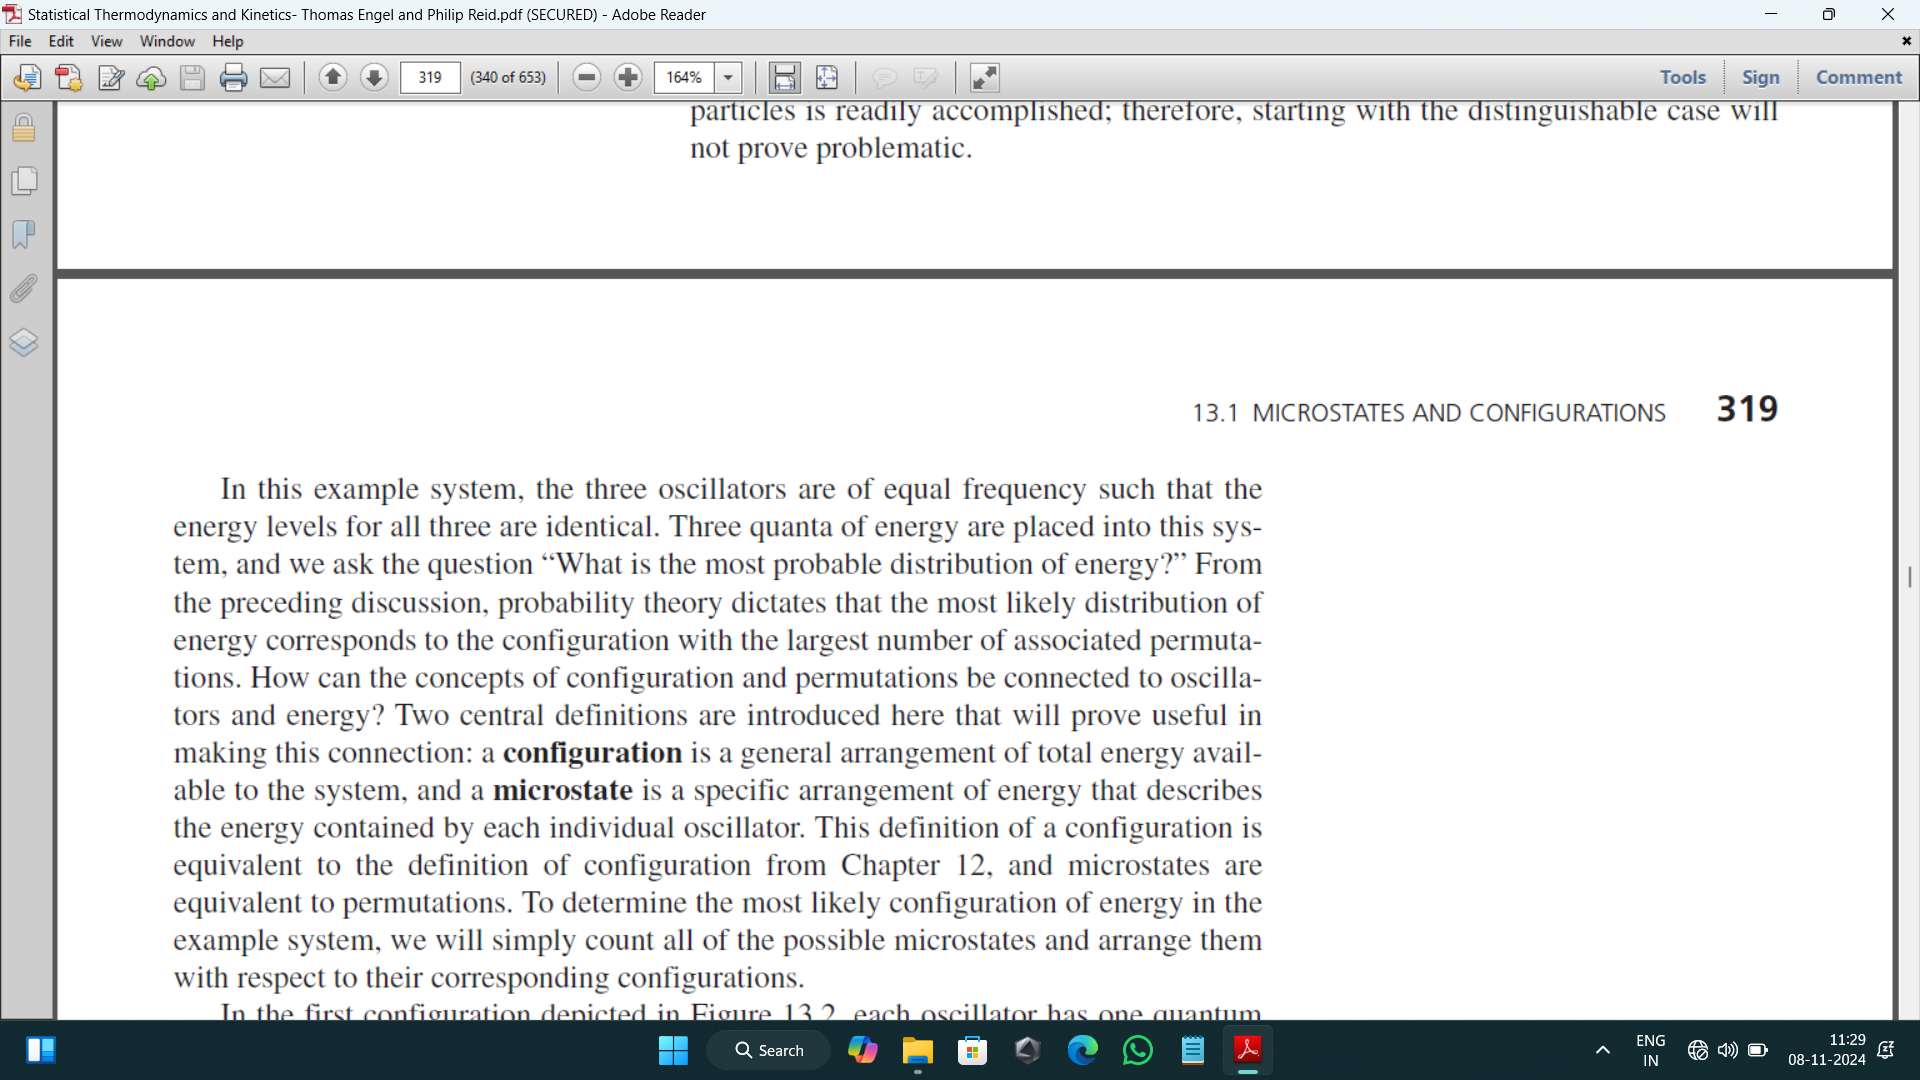 Statistical Thermodynamics and Kinetics- Thomas Engel and Philip Reid.pdf (SECURED) - Adobe Reader
File Edit View Window Help
319 (340 of 653) 164% Tools Sign Comment
particles is readily accomplished; therefore, starting with the distinguishable case will
not prove problematic.
13.1 MICROSTATES AND CONFIGURATIONS 319
In this example system, the three oscillators are of equal frequency such that the
energy levels for all three are identical. Three quanta of energy are placed into this sys-
tem, and we ask the question “What is the most probable distribution of energy?” From
the preceding discussion, probability theory dictates that the most likely distribution of
energy corresponds to the configuration with the largest number of associated permuta-
tions. How can the concepts of configuration and permutations be connected to oscilla-
tors and energy? Two central definitions are introduced here that will prove useful in
making this connection: a configuration is a general arrangement of total energy avail-
able to the system, and a microstate is a specific arrangement of energy that describes
the energy contained by each individual oscillator. This definition of a configuration is
equivalent to the definition of configuration from Chapter 12, and microstates are
equivalent to permutations. To determine the most likely configuration of energy in the
example system, we will simply count all of the possible microstates and arrange them
with respect to their corresponding configurations.
In the first configuration depicted in Figure 13.2, each oscillator has one quantum
Search
ENG
IN
11:29
08-11-2024